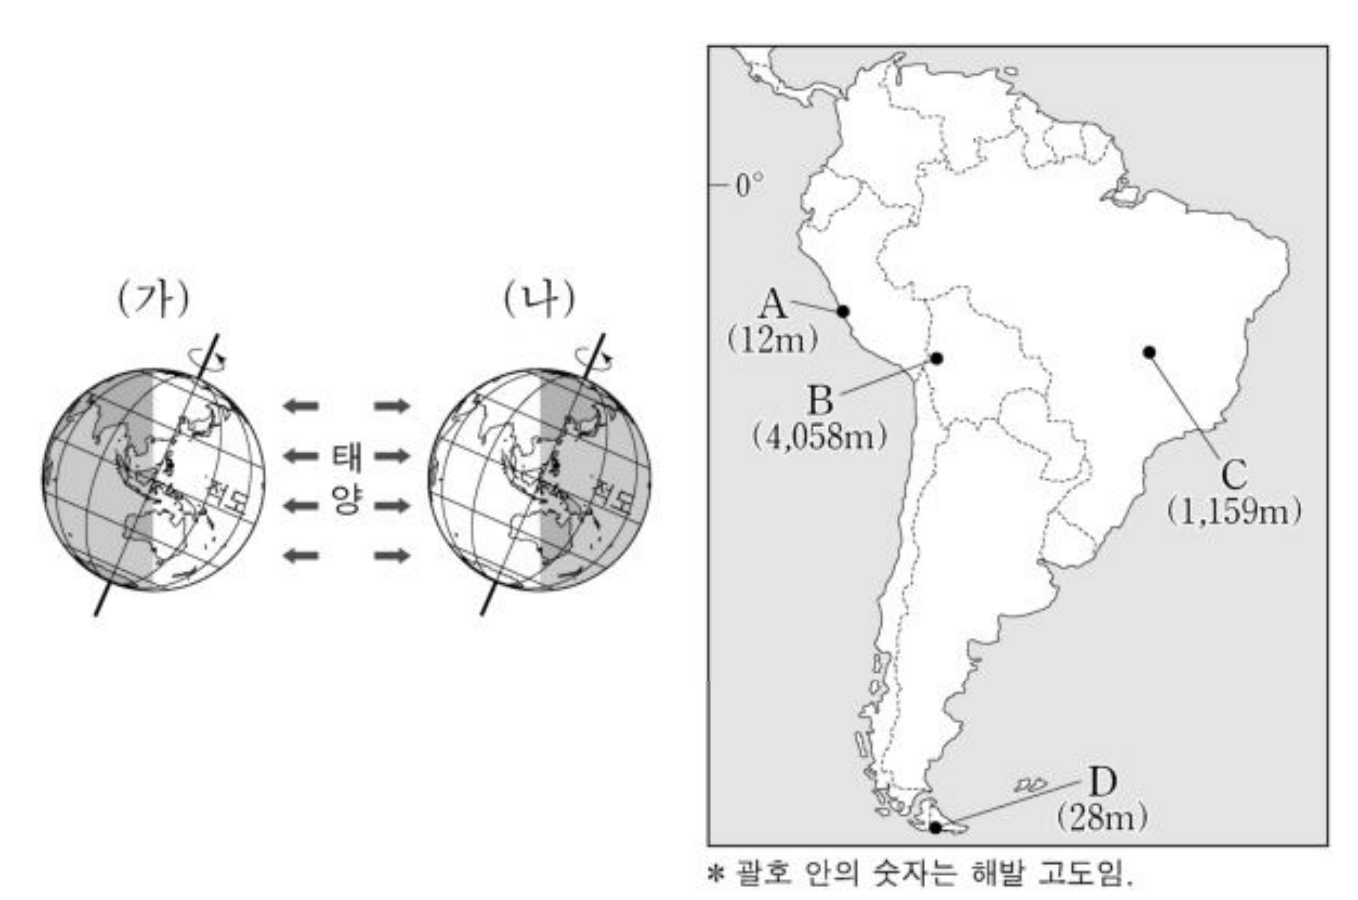 (가)
(나)
태
양
적
도
적
도
0°
A
(12m)
B
(4,058m)
C
(1,159m)
D
(28m)
* 괄호 안의 숫자는 해발 고도임.